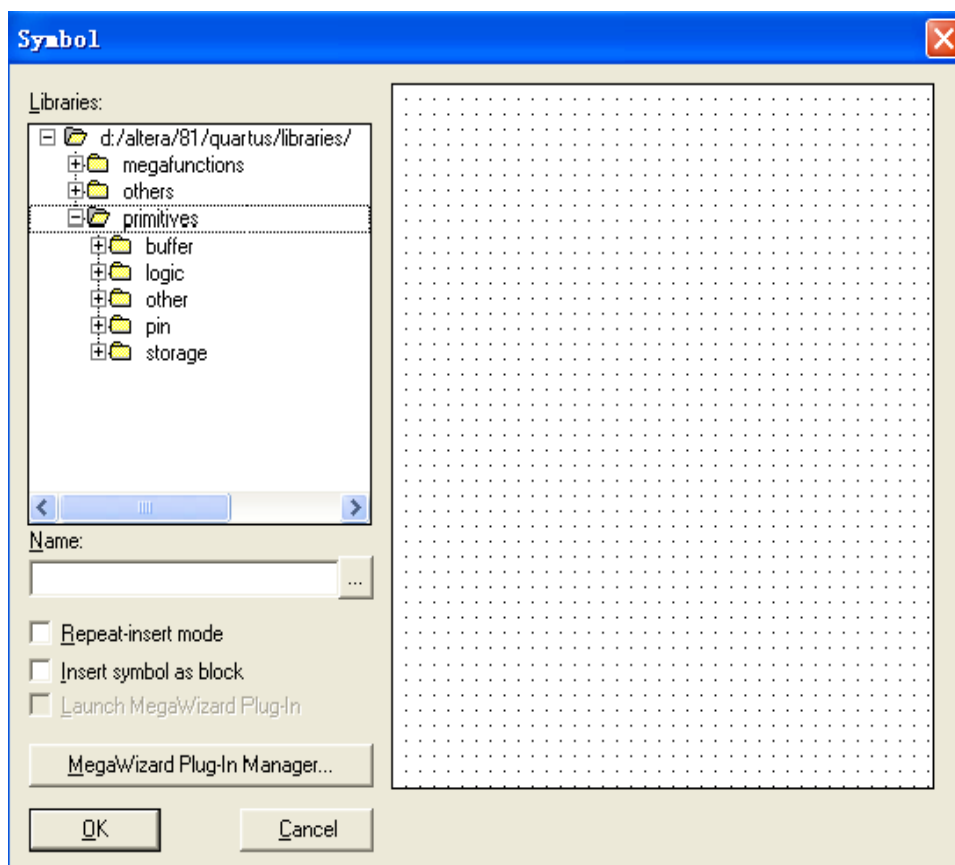 Symbol
Libraries:
d:/altera/81/quartus/libraries/
megafunctions
others
primitives
buffer
logic
other
pin
storage
Name:
...
Repeat-insert mode
Insert symbol as block
Launch MegaWizard Plug-In
MegaWizard Plug-In Manager...
OK
Cancel